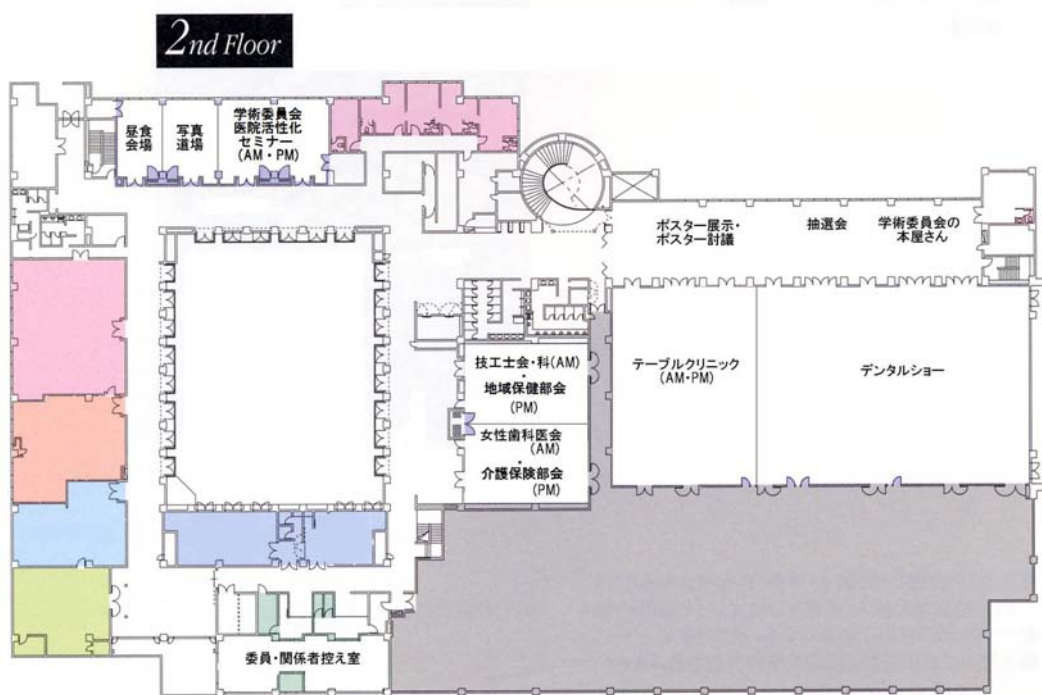 2nd Floor
昼食
会場
写真
道場
学術委員会
医院活性化
セミナー
(AM・PM)
ポスター展示・
ポスター討議
抽選会
学術委員会の
本屋さん
技工士会・科(AM)
・
地域保健部会
(PM)
女性歯科医会
(AM)
・
介護保険部会
(PM)
テーブルクリニック
(AM・PM)
デンタルショー
委員・関係者控え室